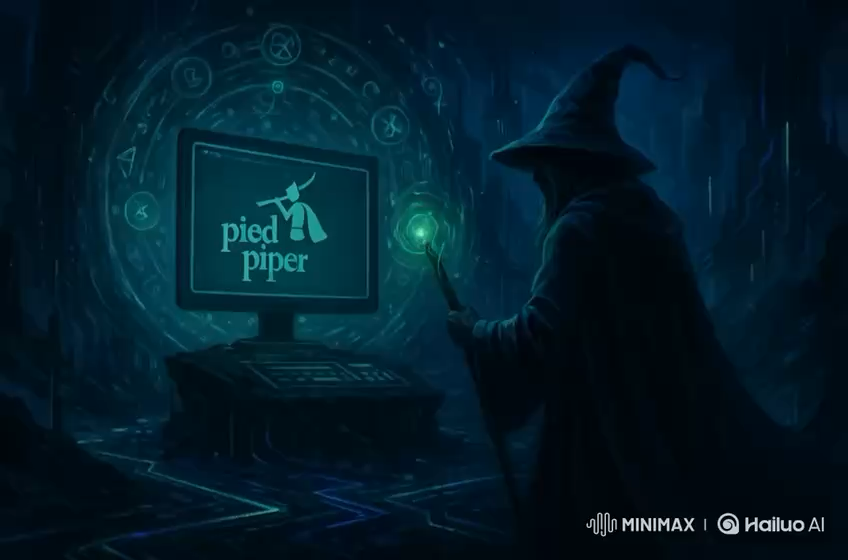 pied
piper
MINIMAX | Hailuo AI